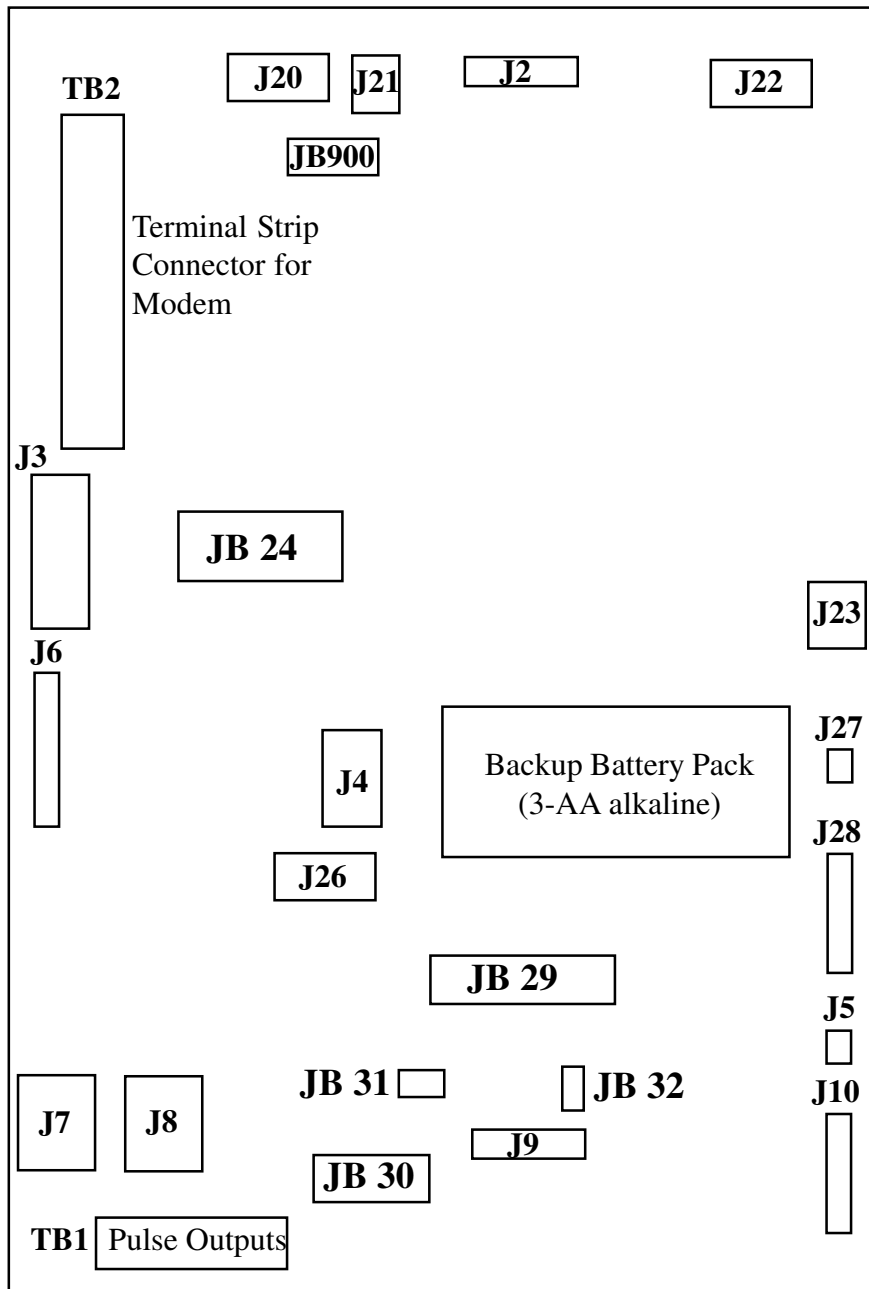 J20
J21
J2
J22
TB2
JB900
Terminal Strip
Connector for
Modem
J3
JB 24
J23
J6
J27
J4
Backup Battery Pack
(3-AA alkaline)
J28
J26
JB 29
J5
JB 31
JB 32
J10
J7
J8
J9
JB 30
TB1
Pulse Outputs